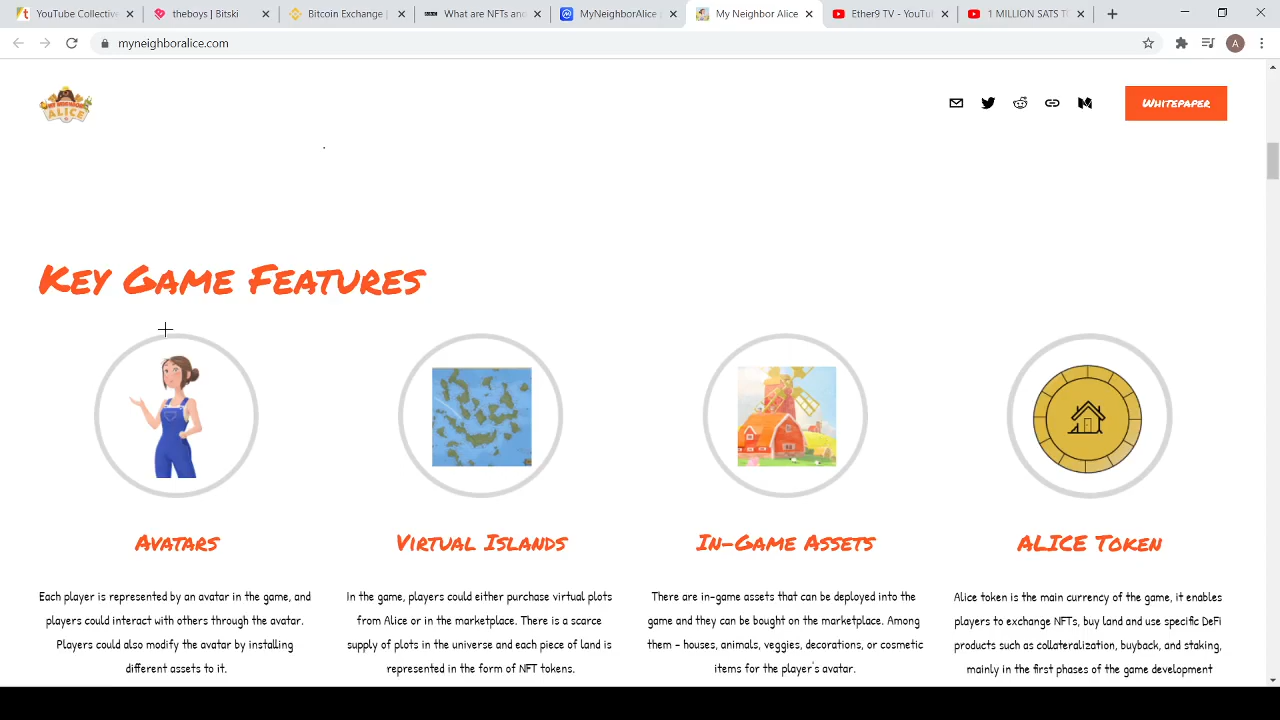 YouTube Collective
theboys | Bitski
Bitcoin Exchange |
What are NFTs and
MyNeighborAlice
My Neighbor Alice
Ether9 TV - YouTu
1 MILLION SATS
myneighboralice.com
A
ALICE
Whitepaper
Key Game Features
Avatars
Virtual Islands
In-Game Assets
ALICE Token
Each player is represented by an avatar in the game, and
players could interact with others through the avatar.
Players could also modify the avatar by installing
different assets to it.
In the game, players could either purchase virtual plots
from Alice or in the marketplace. There is a scarce
supply of plots in the universe and each piece of land is
represented in the form of NFT tokens.
There are in-game assets that can be deployed into the
game and they can be bought on the marketplace. Among
them - houses, animals, veggies, decorations, or cosmetic
items for the player's avatar.
Alice token is the main currency of the game, it enables
players to exchange NFTs, buy land and use specific DeFi
products such as collateralization, buyback, and staking,
mainly in the first phases of the game development